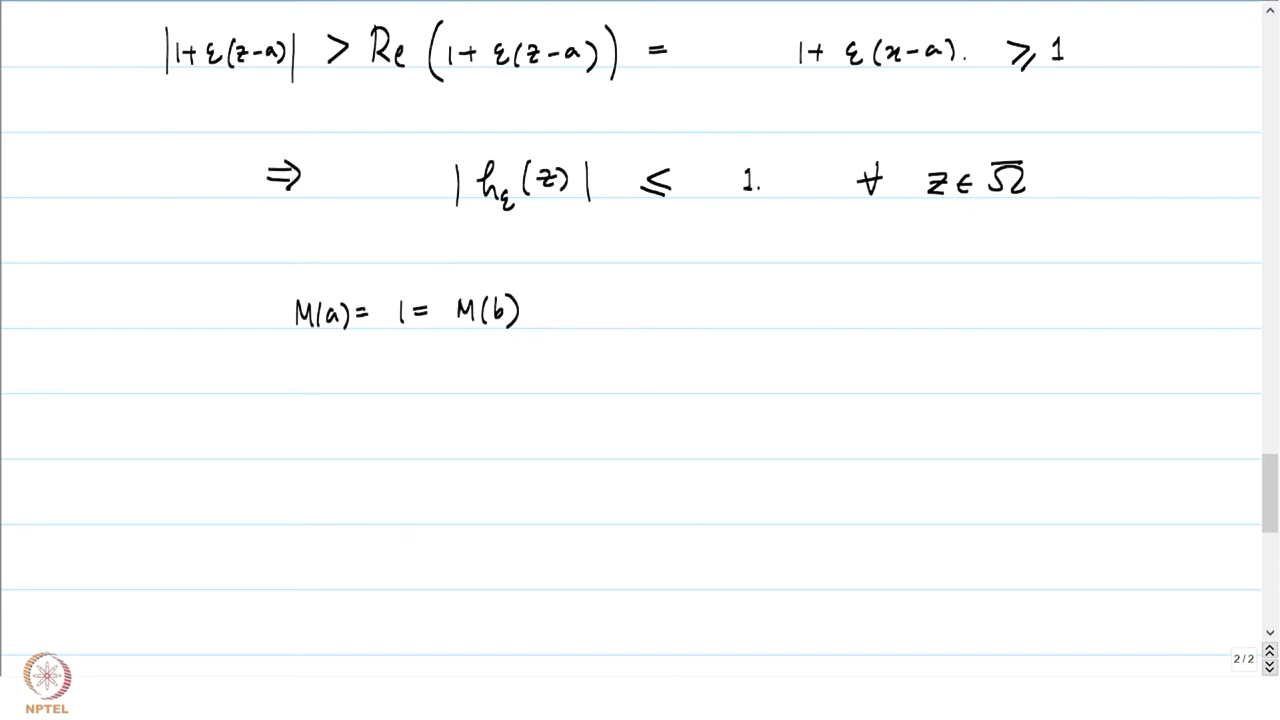 |1+ ε(z-a)| > Re (1+ ε(z-a)) = 1+ ε(x-a). ⩾ 1
⇒ |h_ε(z)| ≤ 1. ∀ z ∈ Ω̅
M(a) = 1 = M(b)
2 / 2
NPTEL